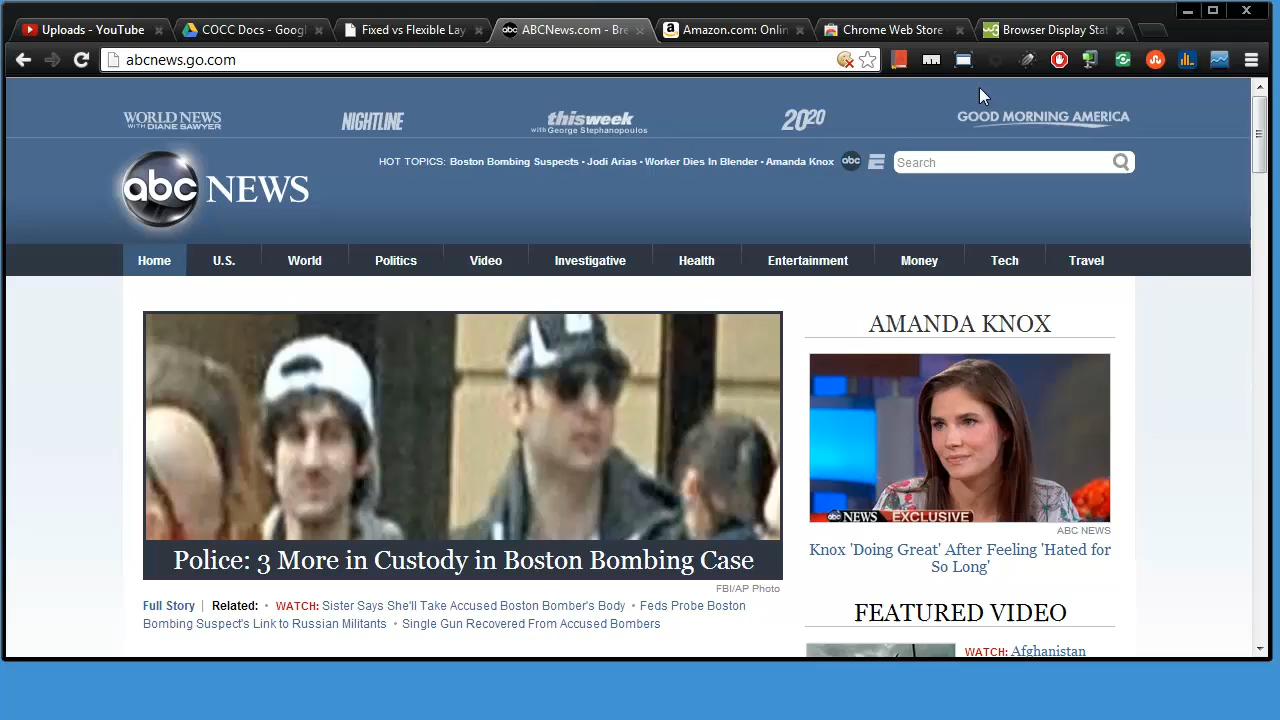 Uploads - YouTube
COCC Docs - Googl
Fixed vs Flexible Lay
ABCNews.com - Bre
Amazon.com: Onlin
Chrome Web Store
Browser Display Stat
abcnews.go.com
WORLD NEWS
WITH DIANE SAWYER
NIGHTLINE
thisweek
with George Stephanopoulos
20/20
GOOD MORNING AMERICA
HOT TOPICS: Boston Bombing Suspects • Jodi Arias • Worker Dies In Blender • Amanda Knox
abc
E
Search
abc NEWS
Home
U.S.
World
Politics
Video
Investigative
Health
Entertainment
Money
Tech
Travel
Police: 3 More in Custody in Boston Bombing Case
FBI/AP Photo
Full Story | Related: • WATCH: Sister Says She'll Take Accused Boston Bomber's Body • Feds Probe Boston
Bombing Suspect's Link to Russian Militants • Single Gun Recovered From Accused Bombers
AMANDA KNOX
abc NEWS EXCLUSIVE
ABC NEWS
Knox 'Doing Great' After Feeling 'Hated for
So Long'
FEATURED VIDEO
WATCH: Afghanistan